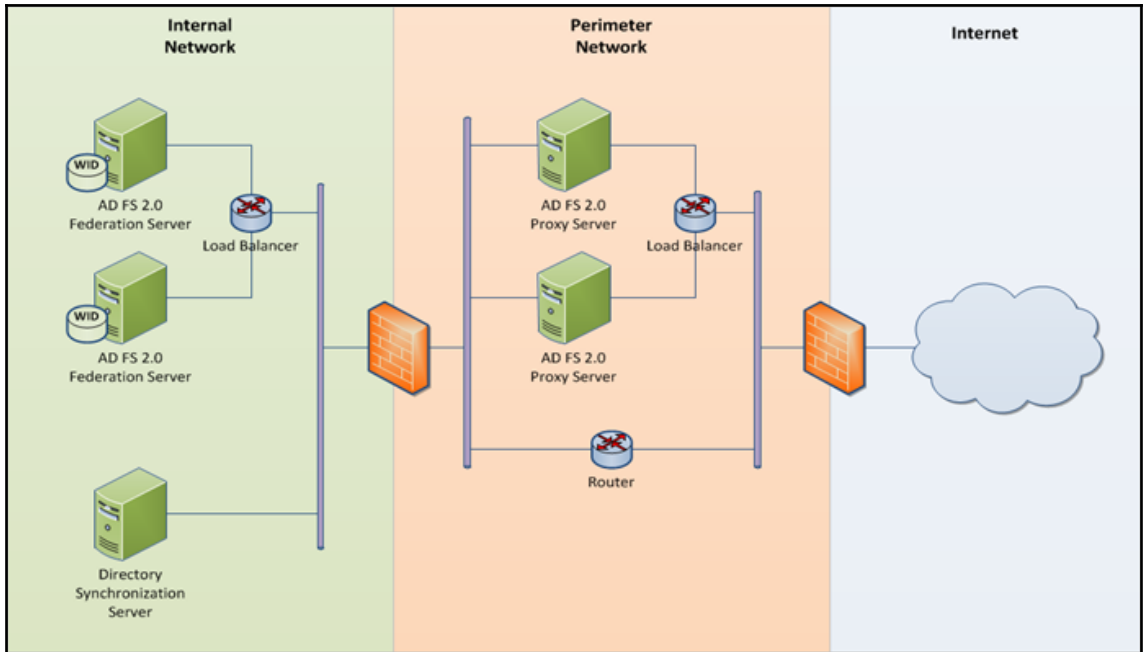 Internal
Network
Perimeter
Network
Internet
WID
AD FS 2.0
Federation Server
Load Balancer
WID
AD FS 2.0
Federation Server
Directory
Synchronization
Server
AD FS 2.0
Proxy Server
Load Balancer
AD FS 2.0
Proxy Server
Router